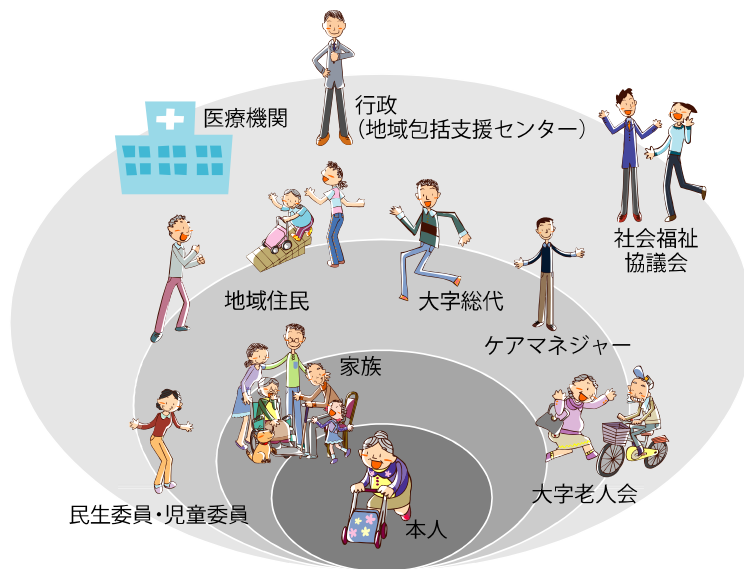 医療機関
行政
（地域包括支援センター）
社会福祉
協議会
地域住民
大字総代
ケアマネジャー
家族
大字老人会
民生委員・児童委員
本人